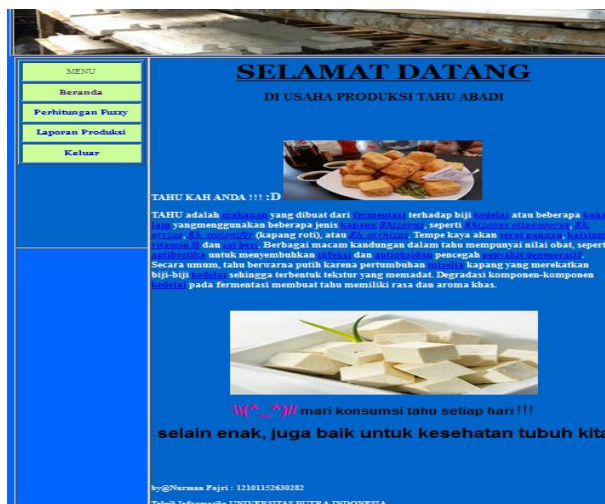 MENU
Beranda
Perhitungan Fuzzy
Laporan Produksi
Keluar
SELAMAT DATANG
DI USAHA PRODUKSI TAHU ABADI
TAHU KAH ANDA !!! :D
TAHU adalah makanan yang dibuat dari fermentasi terhadap biji kedelai atau beberapa baha
lain yangmenggunakan beberapa jenis kapang Rhizopus, seperti Rhizopus oligosporus, Rh.
oryzae, Rh. stolonifer (kapang roti), atau Rh. arrhizus. Tempe kaya akan serat pangan, kalsium
vitamin B dan zat besi. Berbagai macam kandungan dalam tahu mempunyai nilai obat, sepert
antibiotika untuk menyembuhkan infeksi dan antioksidan pencegah penyakit degeneratif.
Secara umum, tahu berwarna putih karena pertumbuhan miselia kapang yang merekatkan
biji-biji kedelai sehingga terbentuk tekstur yang memadat. Degradasi komponen-komponen
kedelai pada fermentasi membuat tahu memiliki rasa dan aroma khas.
\\(^_^)// mari konsumsi tahu setiap hari !!!
selain enak, juga baik untuk kesehatan tubuh kita
by@Nurman Fajri : 12101152630282
Teknik Informatika UNIVERSITAS PUTRA INDONESIA